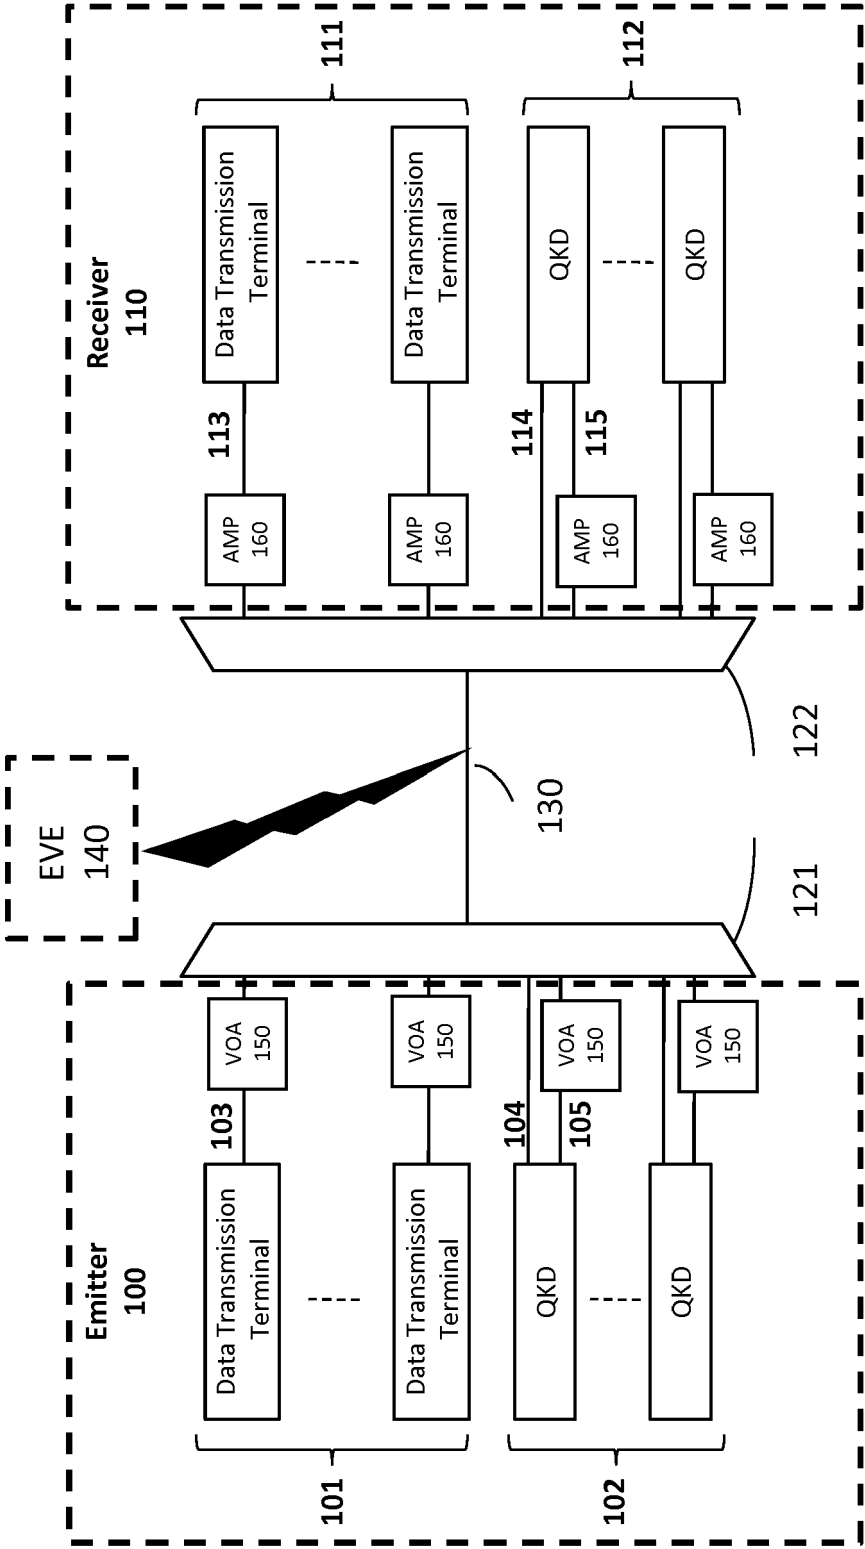 EVE
140
Emitter
100
Receiver
110
101
Data Transmission
Terminal
103
VOA
150
Data Transmission
Terminal
VOA
150
102
QKD
104
105
VOA
150
QKD
VOA
150
121
130
122
AMP
160
113
Data Transmission
Terminal
111
AMP
160
Data Transmission
Terminal
114
115
AMP
160
QKD
112
AMP
160
QKD